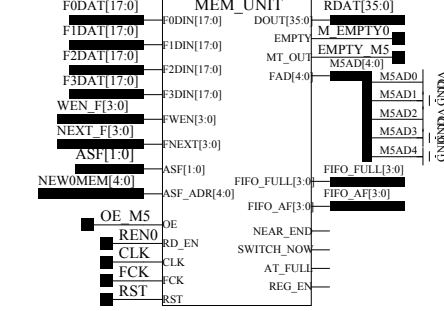 MEM_UNIT
F0DAT[17:0]
F0DIN[17:0]
DOUT[35:0]
RDAT[35:0]
F1DAT[17:0]
F1DIN[17:0]
EMPTY
M_EMPTY0
F2DAT[17:0]
F2DIN[17:0]
MT_OUT
EMPTY_M5
F3DAT[17:0]
F3DIN[17:0]
FAD[4:0]
M5AD[4:0]
M5AD0
M5AD1
M5AD2
M5AD3
M5AD4
WEN_F[3:0]
FWEN[3:0]
NEXT_F[3:0]
FNEXT[3:0]
ASF[1:0]
ASF[1:0]
NEW0MEM[4:0]
ASF_ADR[4:0]
FIFO_FULL[3:0]
FIFO_FULL[3:0]
FIFO_AF[3:0]
FIFO_AF[3:0]
OE_M5
OE
NEAR_END
REN0
RD_EN
SWITCH_NOW
CLK
CLK
AT_FULL
FCK
FCK
REG_EN
RST
RST